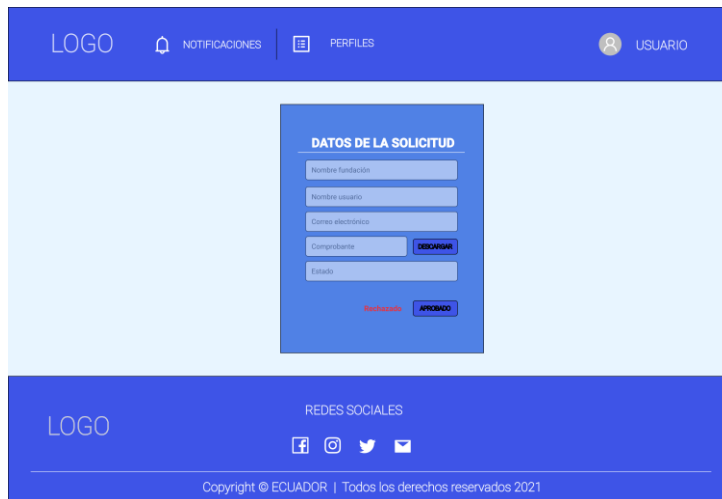 LOGO
NOTIFICACIONES
PERFILES
USUARIO
DATOS DE LA SOLICITUD
Nombre fundación
Nombre usuario
Correo electrónico
Comprobante
DESCARGAR
Estado
Rechazado
APROBADO
LOGO
REDES SOCIALES
Copyright © ECUADOR | Todos los derechos reservados 2021